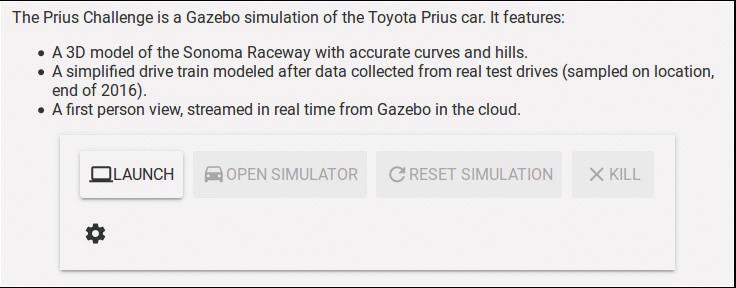 The Prius Challenge is a Gazebo simulation of the Toyota Prius car. It features:
• A 3D model of the Sonoma Raceway with accurate curves and hills.
• A simplified drive train modeled after data collected from real test drives (sampled on location,
end of 2016).
• A first person view, streamed in real time from Gazebo in the cloud.
LAUNCH OPEN SIMULATOR RESET SIMULATION KILL